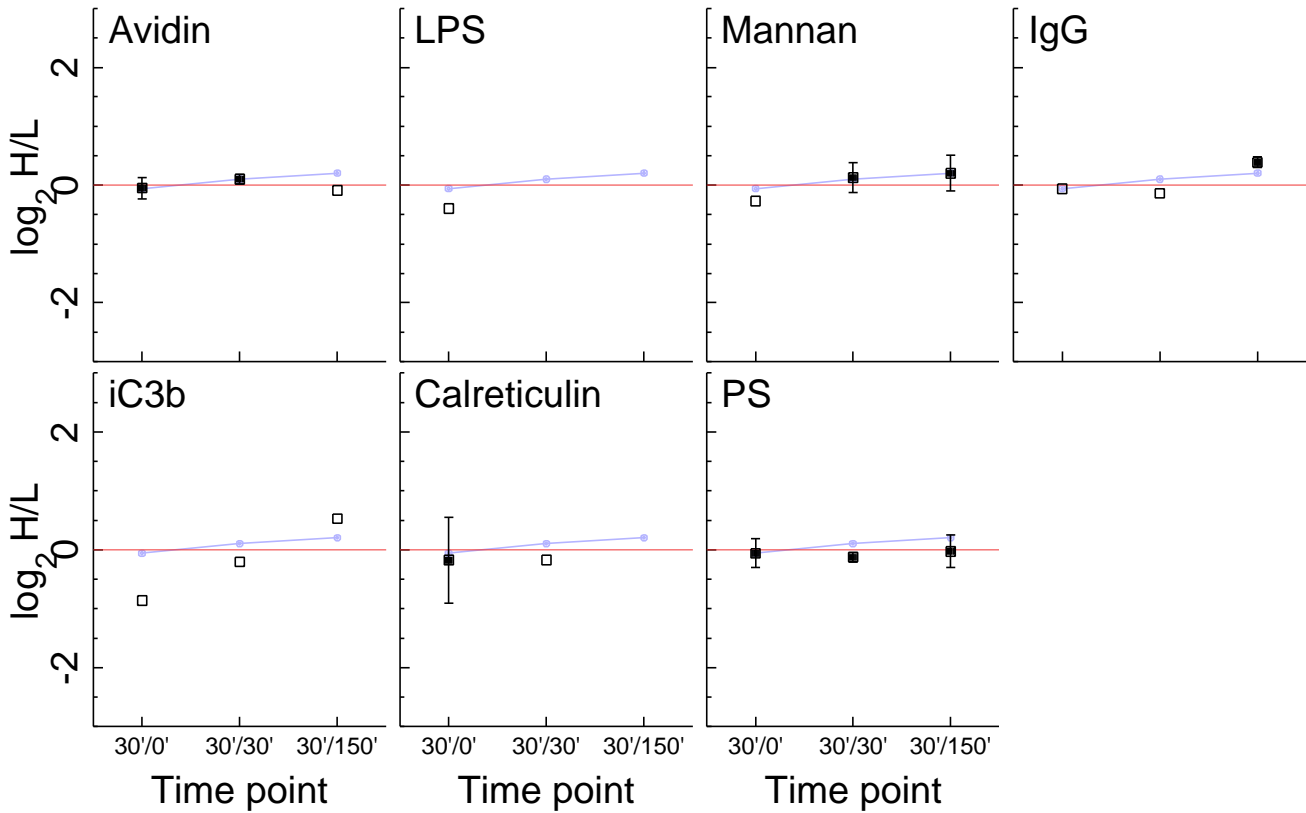 Avidin
LPS
Mannan
IgG
2
0
-2
log2 H/L
iC3b
Calreticulin
PS
2
0
-2
log2 H/L
30'/0' 30'/30' 30'/150'
30'/0' 30'/30' 30'/150'
30'/0' 30'/30' 30'/150'
Time point
Time point
Time point